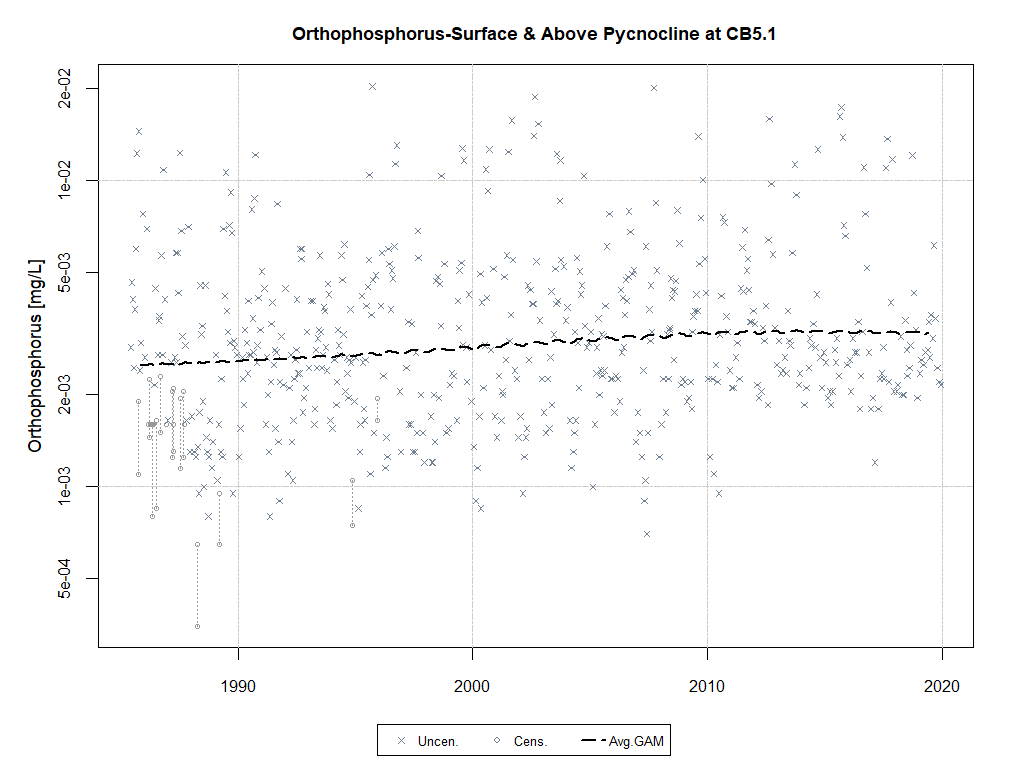 Orthophosphorus-Surface & Above Pycnocline at CB5.1
Orthophosphorus [mg/L]
2e-02
1e-02
5e-03
2e-03
1e-03
5e-04
1990 2000 2010 2020
Uncen. Cens. Avg.GAM